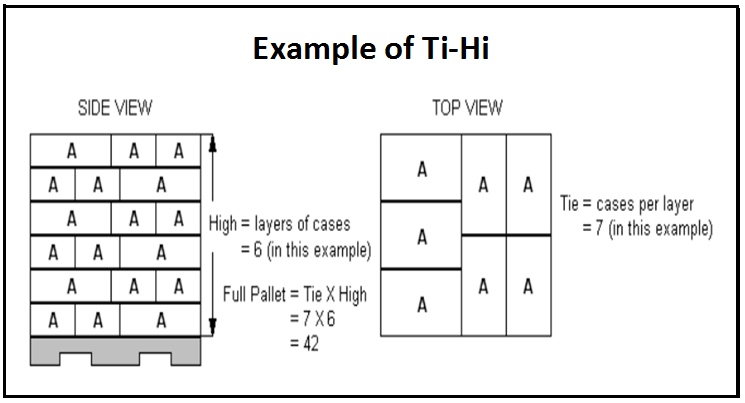 Example of Ti-Hi
SIDE VIEW
A A A
A A A
A A A
A A A
A A A
A A A
High = layers of cases
= 6 (in this example)
Full Pallet = Tie X High
= 7 X 6
= 42
TOP VIEW
A
A
A
A A
A A
Tie = cases per layer
= 7 (in this example)